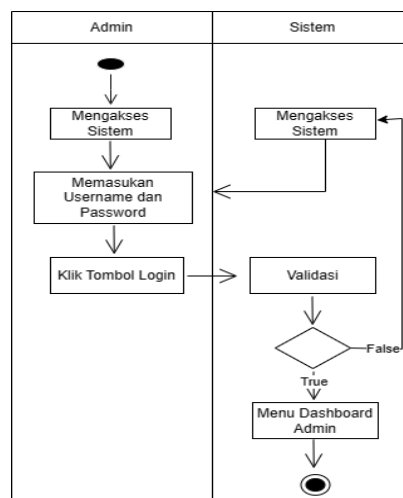 Admin
Sistem
Mengakses
Sistem
Mengakses
Sistem
Memasukan
Username dan
Password
Klik Tombol Login
Validasi
False
True
Menu Dashboard
Admin